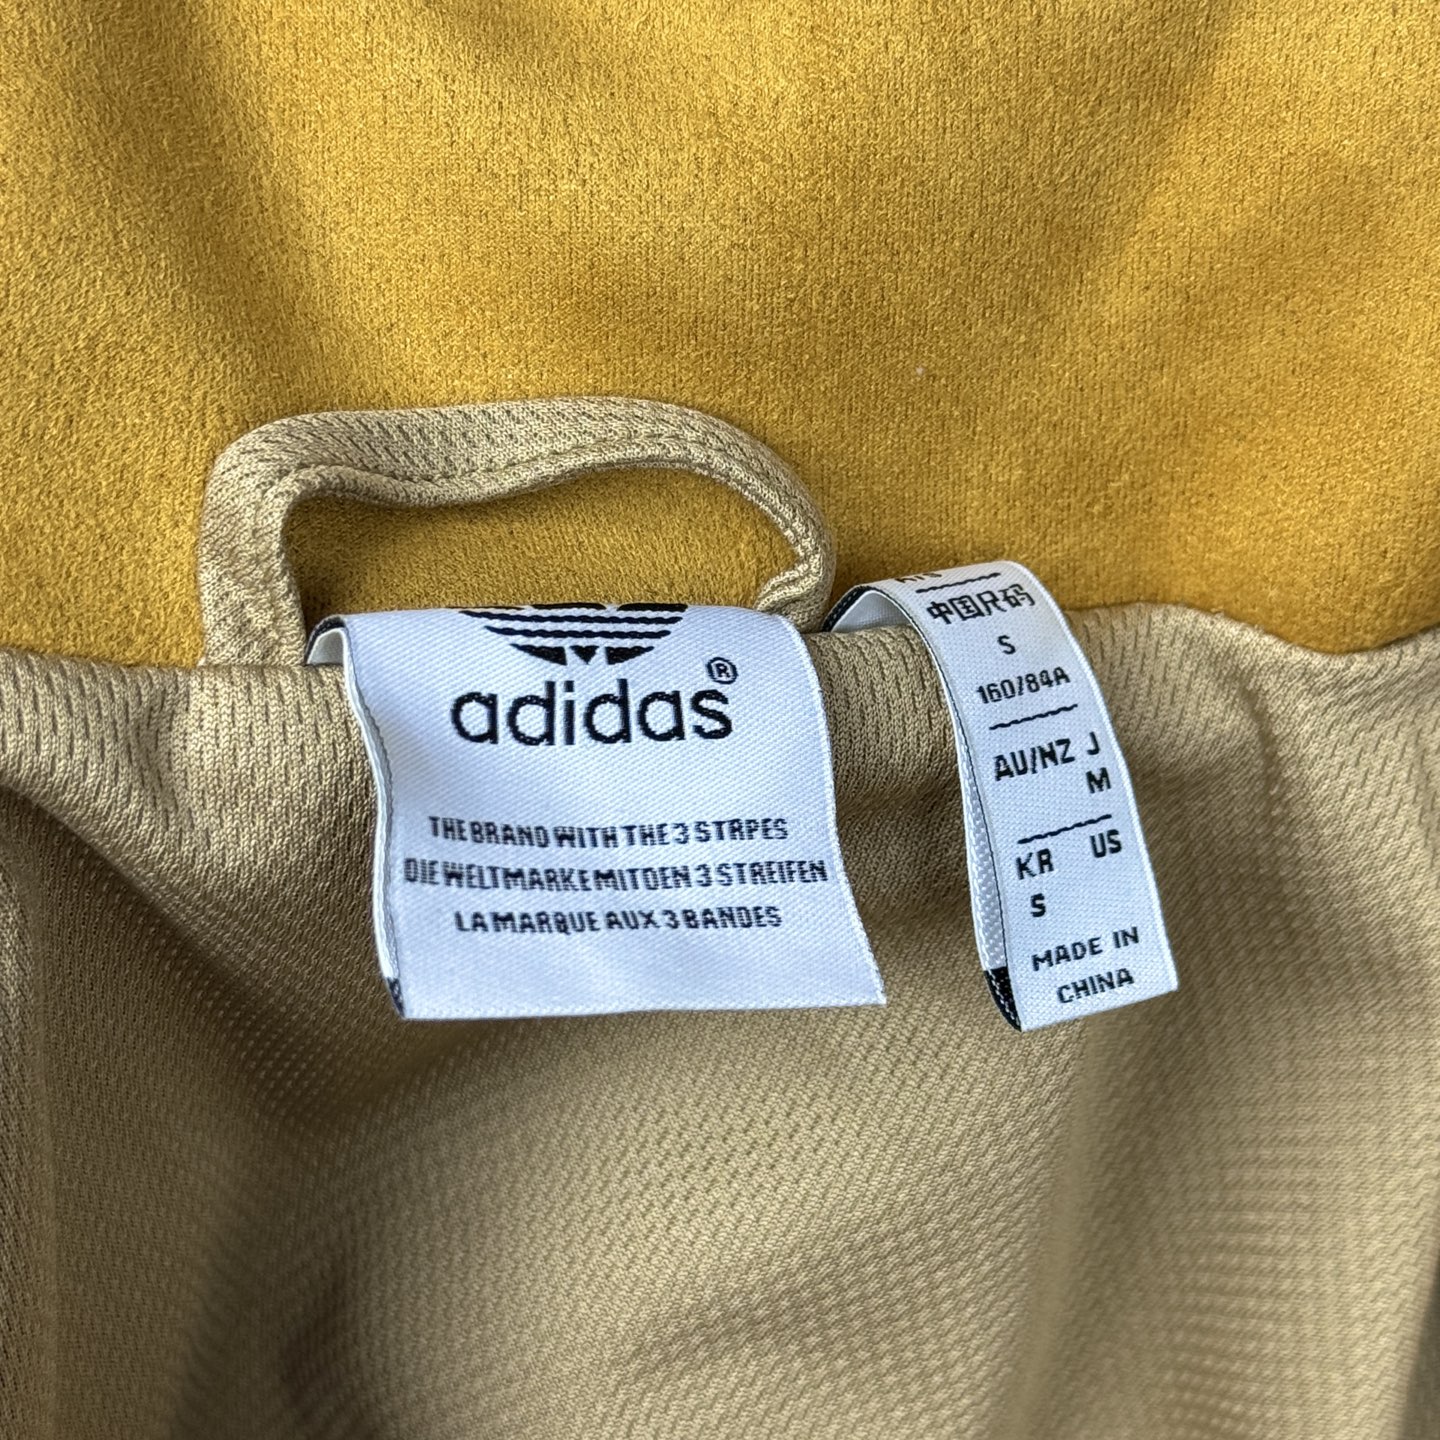 adidas®
THE BRAND WITH THE 3 STRPES
DIE WELTMARKE MIT DEN 3 STREIFEN
LA MARQUE AUX 3 BANDES
中国尺码
S
160/84A
AU/NZ J
M
KR US
S
MADE IN
CHINA